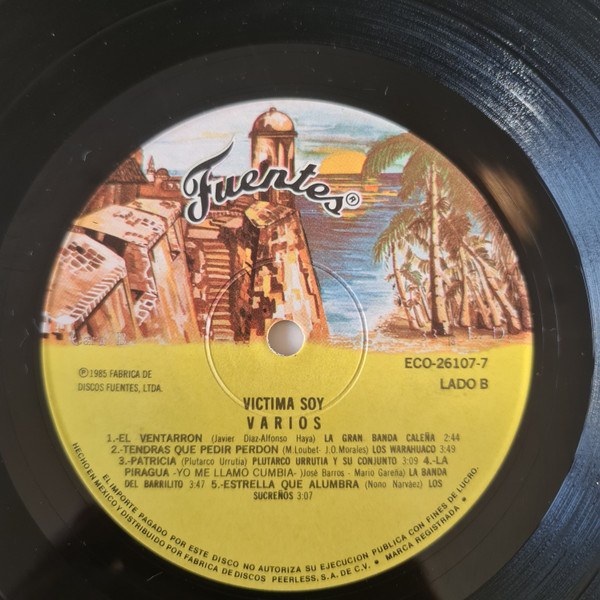 Fuentes®
℗1985 FABRICA DE
DISCOS FUENTES, LTDA.
ECO-26107-7
LADO B
VICTIMA SOY
VARIOS
1.-EL VENTARRON (Javier Diaz-Alfonso Haya) LA GRAN BANDA CALEÑA 2:44
2.-TENDRAS QUE PEDIR PERDON (M.Loubet- J.O.Morales) LOS WARAHUACO 3:49
3.-PATRICIA (Plutarco Urrutia) PLUTARCO URRUTIA Y SU CONJUNTO 3:09 4.-LA
PIRAGUA -YO ME LLAMO CUMBIA- )José Barros - Mario Gareña) LA BANDA
DEL BARRILITO 3:47 5.-ESTRELLA QUE ALUMBRA (Nono Narvaez) LOS
SUCREÑOS 3:07
EL IMPORTE PAGADO POR ESTE DISCO NO AUTORIZA SU EJECUCION PUBLICA CON FINES DE LUCRO.
HECHO EN MEXICO Y DISTRIBUIDO POR FABRICA DE DISCOS PEERLESS, S.A. DE C.V. • MARCA REGISTRADA •